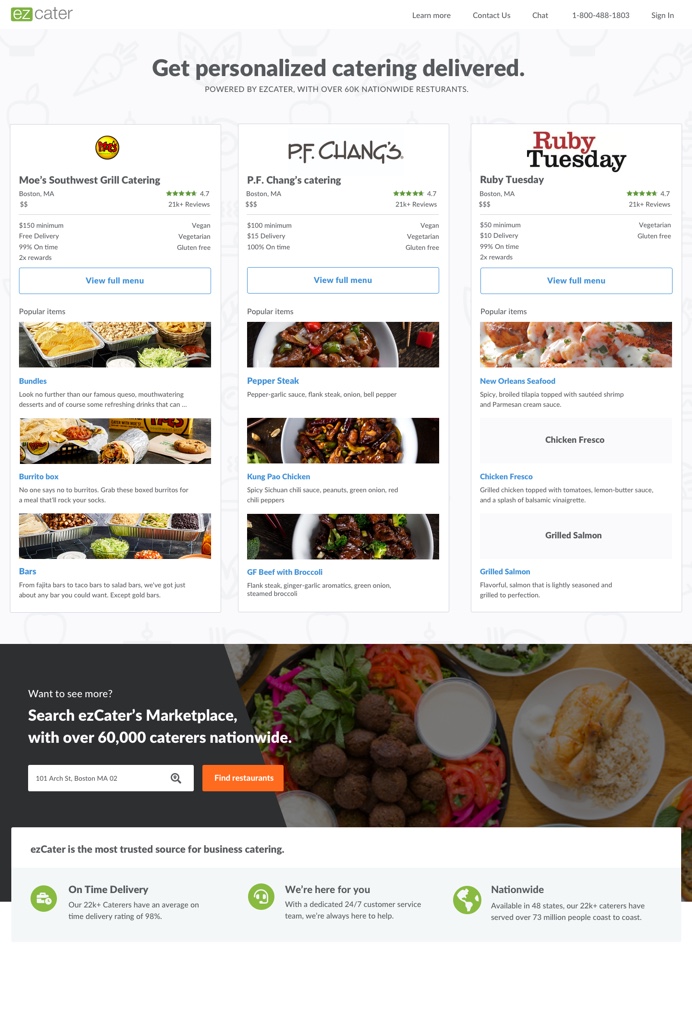 ezcater
Learn more
Contact Us
Chat
1-800-488-1803
Sign In
Get personalized catering delivered.
POWERED BY EZCATER, WITH OVER 60K NATIONWIDE RESTURANTS.
Moe's
Moe's Southwest Grill Catering
Boston, MA
4.7
$$
21k+ Reviews
$150 minimum
Vegan
Free Delivery
Vegetarian
99% On time
Gluten free
2x rewards
View full menu
Popular items
Bundles
Look no further than our famous queso, mouthwatering
desserts and of course some refreshing drinks that can ...
Burrito box
No one says no to burritos. Grab these boxed burritos for
a meal that'll rock your socks.
Bars
From fajita bars to taco bars to salad bars, we've got just
about any bar you could want. Except gold bars.
P.F. CHANG'S
P.F. Chang's catering
Boston, MA
4.7
$$$
21k+ Reviews
$100 minimum
Vegan
$15 Delivery
Vegetarian
100% On time
Gluten free
View full menu
Popular items
Pepper Steak
Pepper-garlic sauce, flank steak, onion, bell pepper
Kung Pao Chicken
Spicy Sichuan chili sauce, peanuts, green onion, red
chili peppers
GF Beef with Broccoli
Flank steak, ginger-garlic aromatics, green onion,
steamed broccoli
Ruby
Tuesday
Ruby Tuesday
Boston, MA
4.7
$$$
21k+ Reviews
$50 minimum
Vegetarian
$10 Delivery
Gluten free
99% On time
2x rewards
View full menu
Popular items
New Orleans Seafood
Spicy, broiled tilapia topped with sautéed shrimp
and Parmesan cream sauce.
Chicken Fresco
Chicken Fresco
Grilled chicken topped with tomatoes, lemon-butter sauce,
and a splash of balsamic vinaigrette.
Grilled Salmon
Grilled Salmon
Flavorful, salmon that is lightly seasoned and
grilled to perfection.
Want to see more?
Search ezCater's Marketplace,
with over 60,000 caterers nationwide.
101 Arch St, Boston MA 02
Find restaurants
ezCater is the most trusted source for business catering.
On Time Delivery
Our 22k+ Caterers have an average on
time delivery rating of 98%.
We're here for you
With a dedicated 24/7 customer service
team, we're always here to help.
Nationwide
Available in 48 states, our 22k+ caterers have
served over 73 million people coast to coast.